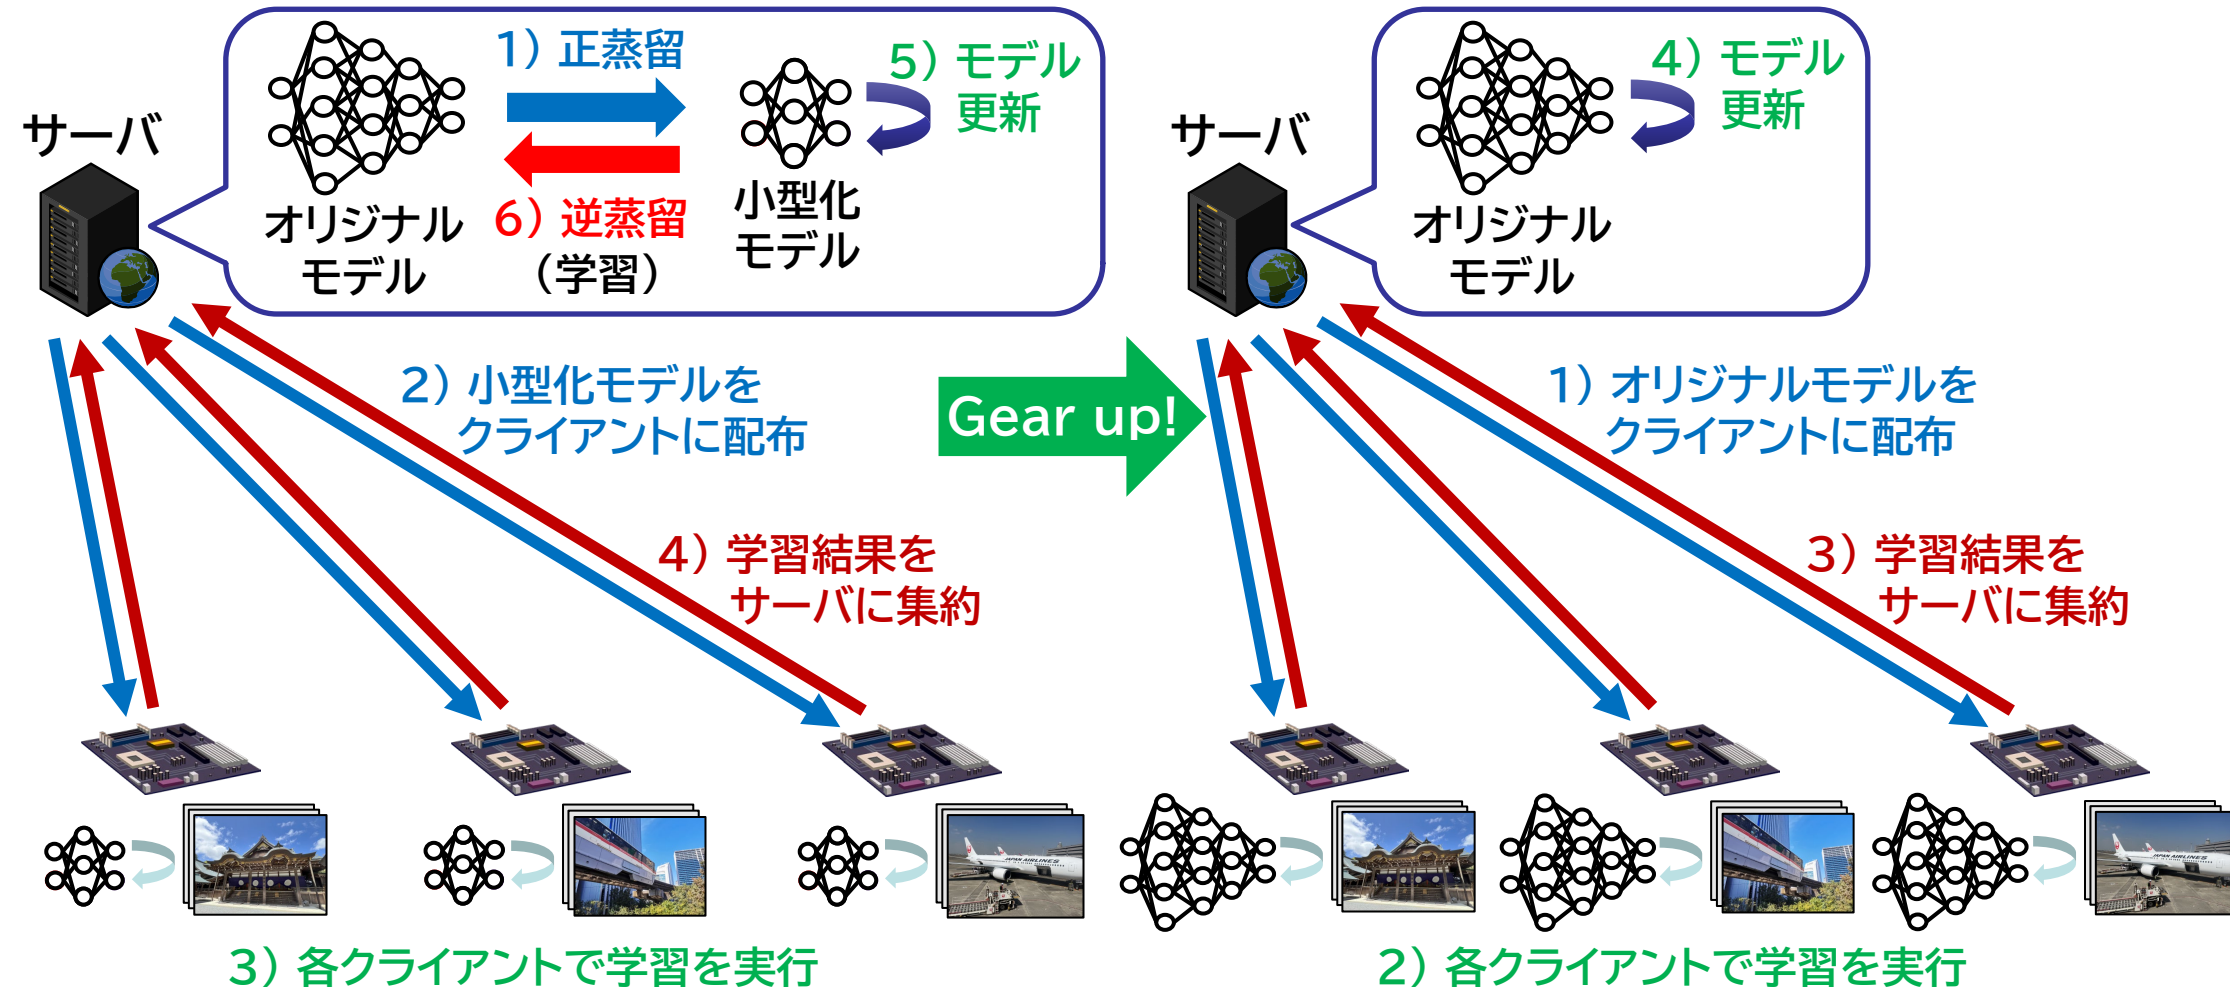 サーバ
1）正蒸留
6）逆蒸留
（学習）
オリジナル
モデル
小型化
モデル
5）モデル
更新
2）小型化モデルを
クライアントに配布
4）学習結果を
サーバに集約
3）各クライアントで学習を実行
Gear up!
サーバ
オリジナル
モデル
4）モデル
更新
1）オリジナルモデルを
クライアントに配布
3）学習結果を
サーバに集約
2）各クライアントで学習を実行
JAPAN AIRLINES
JAPAN AIRLINES